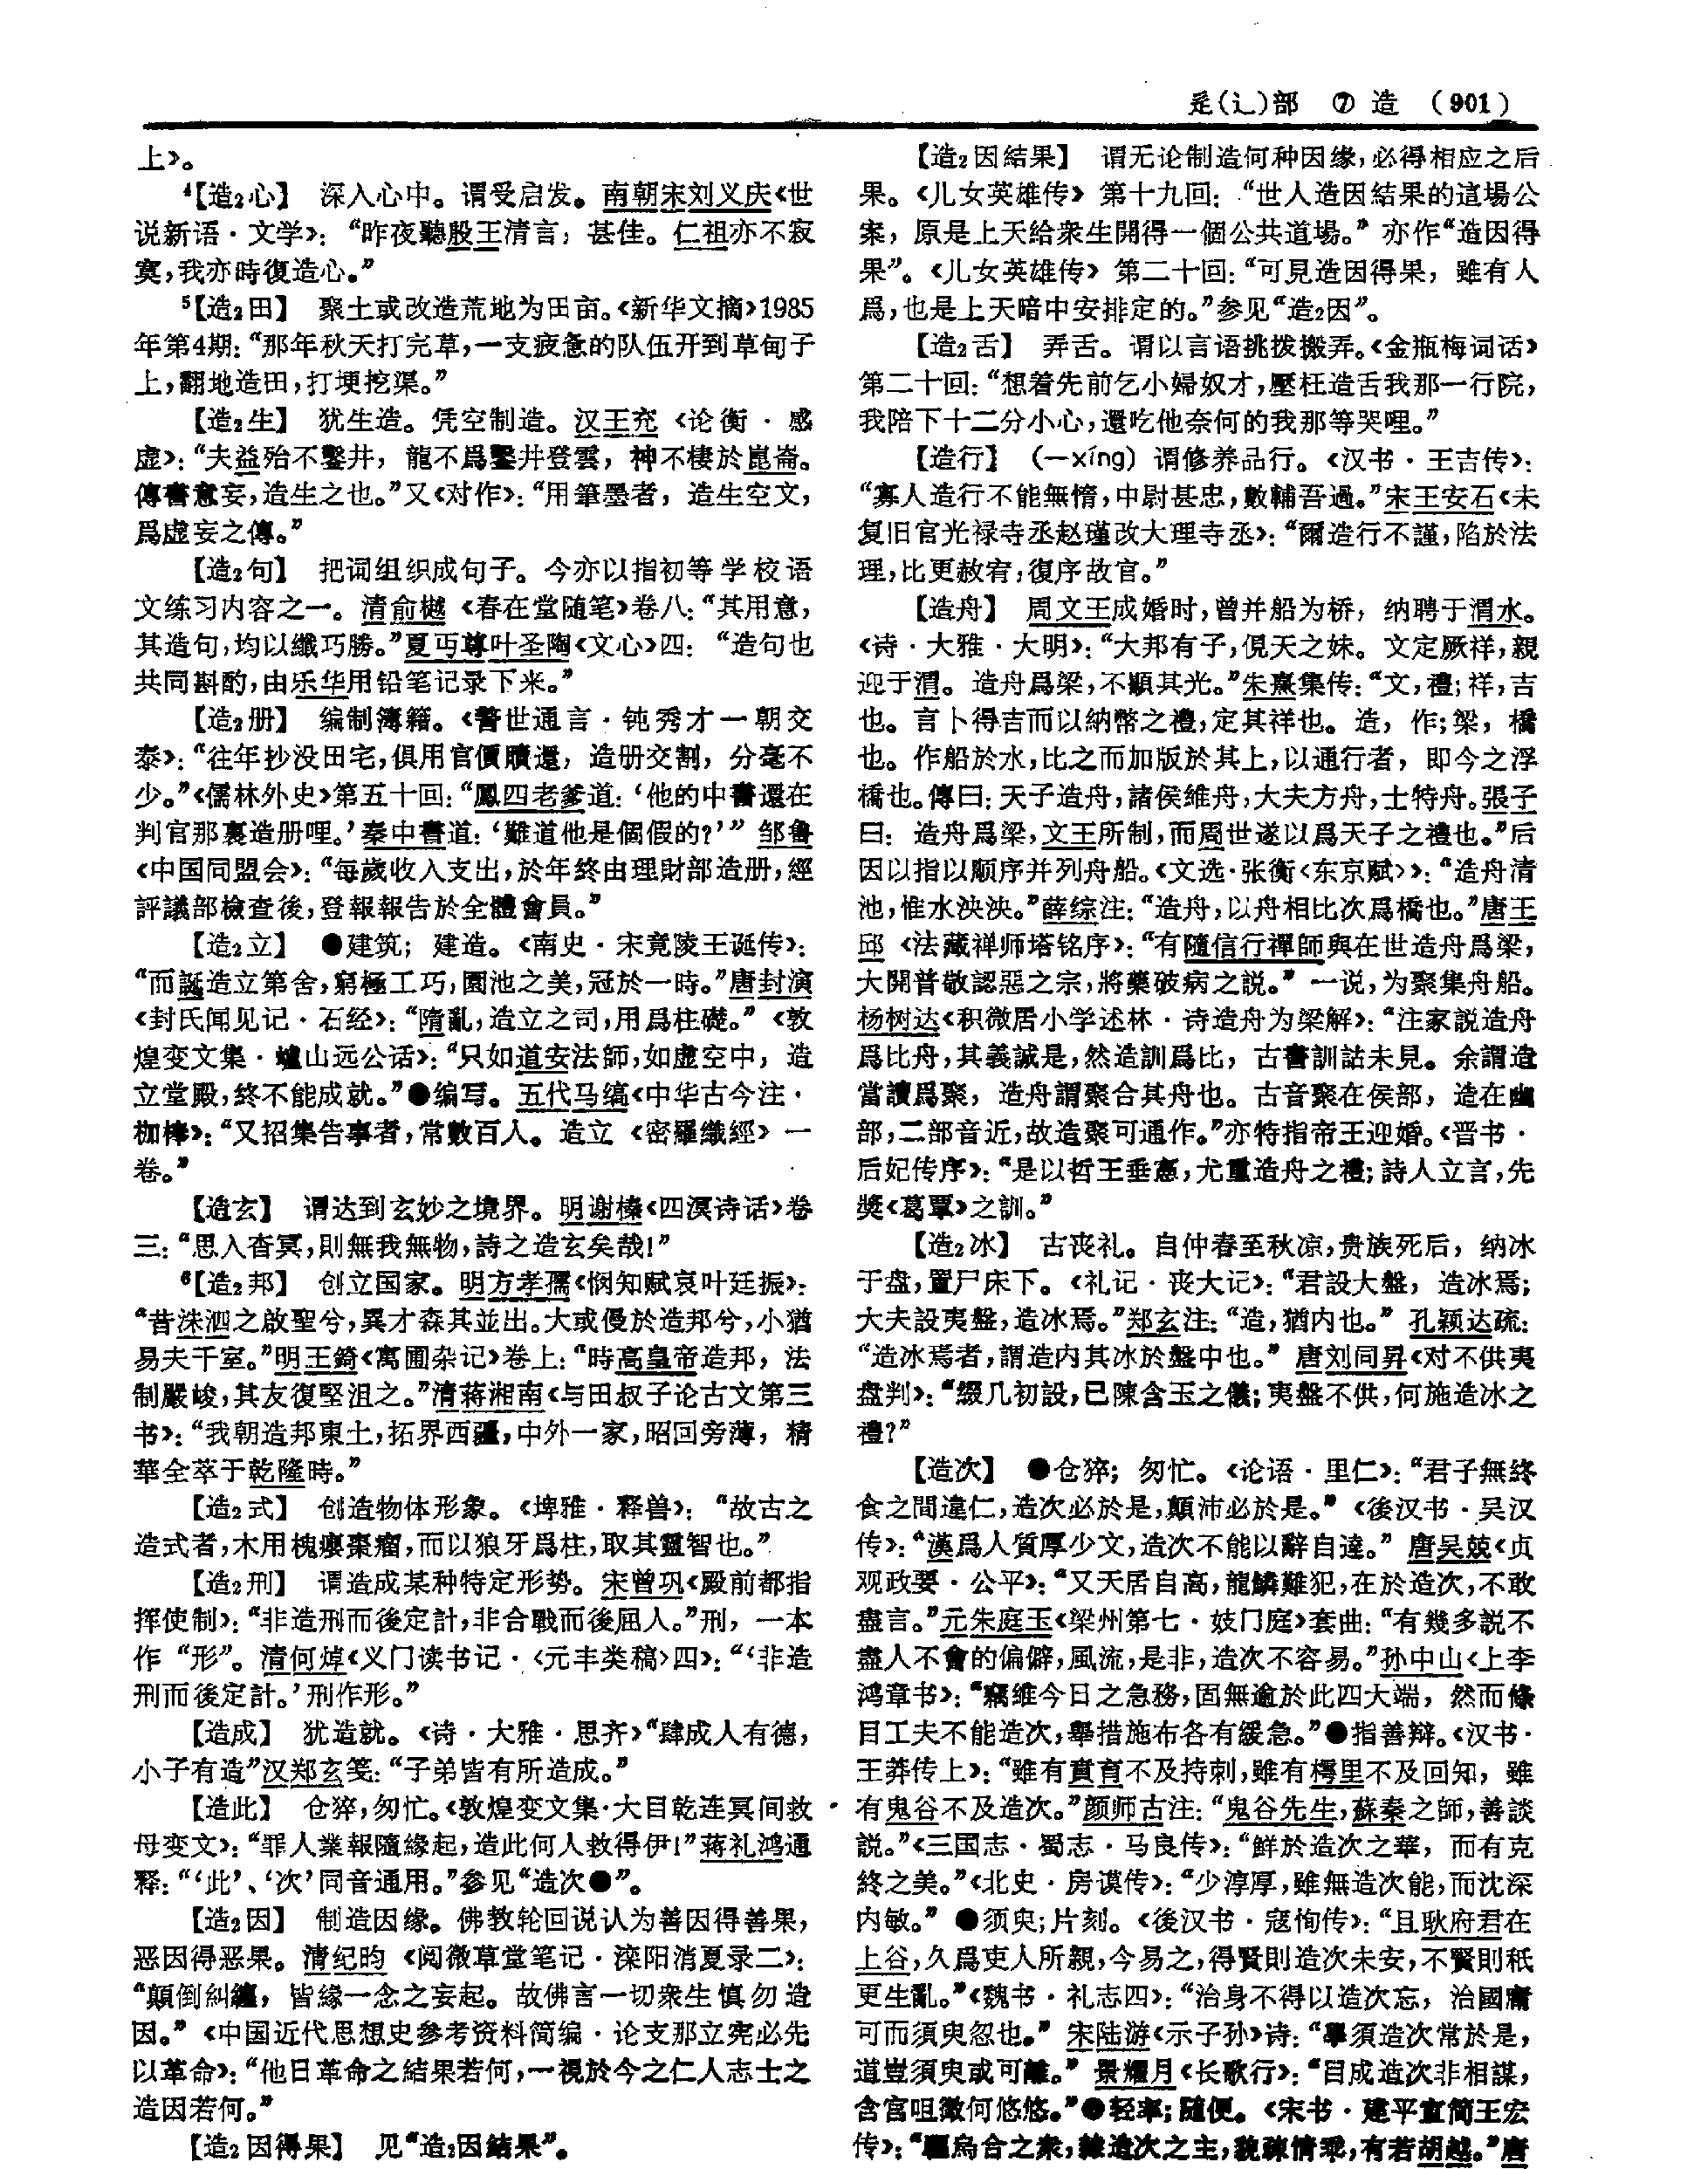 辵(辶)部　⑦ 造　(901)
上》。
⁴【造₂心】　深入心中。谓受启发。南朝宋刘义庆《世
说新语·文学》：“昨夜聽殷王清言，甚佳。仁祖亦不寂
寞，我亦時復造心。”
⁵【造₂田】　聚土或改造荒地为田亩。《新华文摘》1985
年第4期：“那年秋天打完草，一支疲惫的队伍开到草甸子
上，翻地造田，打埂挖渠。”
【造₂生】　犹生造。凭空制造。汉王充《论衡·感
虚》：“夫益殆不鑿井，龍不爲鑿井登雲，神不棲於崑崙。
傳書意妄，造生之也。”又《对作》：“用筆墨者，造生空文，
爲虚妄之傳。”
【造₂句】　把词组织成句子。今亦以指初等学校语
文练习内容之一。清俞樾《春在堂随笔》卷八：“其用意，
其造句，均以纖巧勝。”夏丏尊叶圣陶《文心》四：“造句也
共同斟酌，由乐华用铅笔记录下来。”
【造₂册】　编制簿籍。《警世通言·钝秀才一朝交
泰》：“往年抄没田宅，俱用官價贖還，造册交割，分毫不
少。”《儒林外史》第五十回：“鳳四老爹道：‘他的中書還在
判官那裏造册哩。’秦中書道：‘難道他是個假的？’”邹鲁
《中国同盟会》：“每歲收入支出，於年終由理財部造册，經
評議部檢查後，登報報告於全體會員。”
【造₂立】　●建筑；建造。《南史·宋竟陵王诞传》：
“而誕造立第舍，窮極工巧，園池之美，冠於一時。”唐封演
《封氏闻见记·石经》：“隋亂，造立之司，用爲柱礎。”《敦
煌变文集·爐山远公话》：“只如道安法師，如虚空中，造
立堂殿，終不能成就。”●编写。五代马缟《中华古今注·
枷棒》：“又招集告事者，常數百人。造立《密羅織經》一
卷。”
【造玄】　谓达到玄妙之境界。明谢榛《四溟诗话》卷
三：“思入杳冥，則無我無物，詩之造玄矣哉！”
⁶【造₂邦】　创立国家。明方孝孺《悯知赋哀叶廷振》：
“昔洙泗之啟聖兮，異才森其並出。大或優於造邦兮，小猶
易夫千室。”明王錡《寓圃杂记》卷上：“時高皇帝造邦，法
制嚴峻，其友復堅沮之。”清蒋湘南《与田叔子论古文第三
书》：“我朝造邦東土，拓界西疆，中外一家，昭回旁薄，精
華全萃于乾隆時。”
【造₂式】　创造物体形象。《埤雅·释兽》：“故古之
造式者，木用槐癭棗瘤，而以狼牙爲柱，取其靈智也。”
【造₂刑】　谓造成某种特定形势。宋曾巩《殿前都指
挥使制》：“非造刑而後定計，非合戰而後屈人。”刑，一本
作“形”。清何焯《义门读书记·〈元丰类稿〉四》：“‘非造
刑而後定計。’刑作形。”
【造成】　犹造就。《诗·大雅·思齐》“肆成人有德，
小子有造”汉郑玄笺：“子弟皆有所造成。”
【造此】　仓猝，匆忙。《敦煌变文集·大目乾连冥间救
母变文》：“罪人業報隨緣起，造此何人救得伊！”蒋礼鸿通
释：“‘此’、‘次’同音通用。”参见“造次●”。
【造₂因】　制造因缘。佛教轮回说认为善因得善果，
恶因得恶果。清纪昀《阅微草堂笔记·滦阳消夏录二》：
“顛倒糾纏，皆緣一念之妄起。故佛言一切衆生慎勿造
因。”《中国近代思想史参考资料简编·论支那立宪必先
以革命》：“他日革命之結果若何，一視於今之仁人志士之
造因若何。”
【造₂因得果】　见“造₂因結果”。
【造₂因結果】　谓无论制造何种因缘，必得相应之后
果。《儿女英雄传》第十九回：“世人造因結果的這場公
案，原是上天給衆生開得一個公共道場。”亦作“造因得
果”。《儿女英雄传》第二十回：“可見造因得果，雖有人
爲，也是上天暗中安排定的。”参见“造₂因”。
【造₂舌】　弄舌。谓以言语挑拨搬弄。《金瓶梅词话》
第二十回：“想着先前乞小婦奴才，壓枉造舌我那一行院，
我陪下十二分小心，還吃他奈何的我那等哭哩。”
【造行】　(—xíng) 谓修养品行。《汉书·王吉传》：
“寡人造行不能無惰，中尉甚忠，數輔吾過。”宋王安石《未
复旧官光禄寺丞赵瑾改大理寺丞》：“爾造行不謹，陷於法
理，比更赦宥，復序故官。”
【造舟】　周文王成婚时，曾并船为桥，纳聘于渭水。
《诗·大雅·大明》：“大邦有子，俔天之妹。文定厥祥，親
迎于渭。造舟爲梁，不顯其光。”朱熹集传：“文，禮；祥，吉
也。言卜得吉而以納幣之禮，定其祥也。造，作；梁，橋
也。作船於水，比之而加版於其上，以通行者，即今之浮
橋也。傳曰：天子造舟，諸侯維舟，大夫方舟，士特舟。張子
曰：造舟爲梁，文王所制，而周世遂以爲天子之禮也。”后
因以指以顺序并列舟船。《文选·张衡〈东京赋〉》：“造舟清
池，惟水泱泱。”薛综注：“造舟，以舟相比次爲橋也。”唐王
邱《法藏禅师塔铭序》：“有隨信行禪師與在世造舟爲梁，
大開普敬認惡之宗，將藥破病之説。”一说，为聚集舟船。
杨树达《积微居小学述林·诗造舟为梁解》：“注家説造舟
爲比舟，其義誠是，然造訓爲比，古書訓詁未見。余謂造
當讀爲聚，造舟謂聚合其舟也。古音聚在侯部，造在幽
部，二部音近，故造聚可通作。”亦特指帝王迎婚。《晋书·
后妃传序》：“是以哲王垂憲，尤重造舟之禮；詩人立言，先
獎《葛覃》之訓。”
【造₂冰】　古丧礼。自仲春至秋凉，贵族死后，纳冰
于盘，置尸床下。《礼记·丧大记》：“君設大盤，造冰焉；
大夫設夷盤，造冰焉。”郑玄注：“造，猶内也。”孔颖达疏：
“造冰焉者，謂造内其冰於盤中也。”唐刘同昇《对不供夷
盘判》：“綴几初設，已陳含玉之儀；夷盤不供，何施造冰之
禮？”
【造次】　●仓猝；匆忙。《论语·里仁》：“君子無終
食之間違仁，造次必於是，顛沛必於是。”《後汉书·吴汉
传》：“漢爲人質厚少文，造次不能以辭自達。”唐吴兢《贞
观政要·公平》：“又天居自高，龍鱗難犯，在於造次，不敢
盡言。”元朱庭玉《梁州第七·妓门庭》套曲：“有幾多説不
盡人不會的偏僻，風流，是非，造次不容易。”孙中山《上李
鸿章书》：“竊維今日之急務，固無逾於此四大端，然而條
目工夫不能造次，舉措施布各有緩急。”●指善辩。《汉书·
王莽传上》：“雖有賁育不及持刺，雖有樗里不及回知，雖
有鬼谷不及造次。”颜师古注：“鬼谷先生，蘇秦之師，善談
説。”《三国志·蜀志·马良传》：“鮮於造次之華，而有克
終之美。”《北史·房谟传》：“少淳厚，雖無造次能，而沈深
内敏。”●须臾；片刻。《後汉书·寇恂传》：“且耿府君在
上谷，久爲吏人所親，今易之，得賢則造次未安，不賢則秖
更生亂。”《魏书·礼志四》：“治身不得以造次忘，治國庸
可而須臾忽也。”宋陆游《示子孙》诗：“學須造次常於是，
道豈須臾或可離。”景耀月《长歌行》：“目成造次非相謀，
含宫咀徵何悠悠。”●轻率；随便。《宋书·建平宣简王宏
传》：“驅烏合之衆，隸造次之主，貌疎情乖，有若胡越。”唐